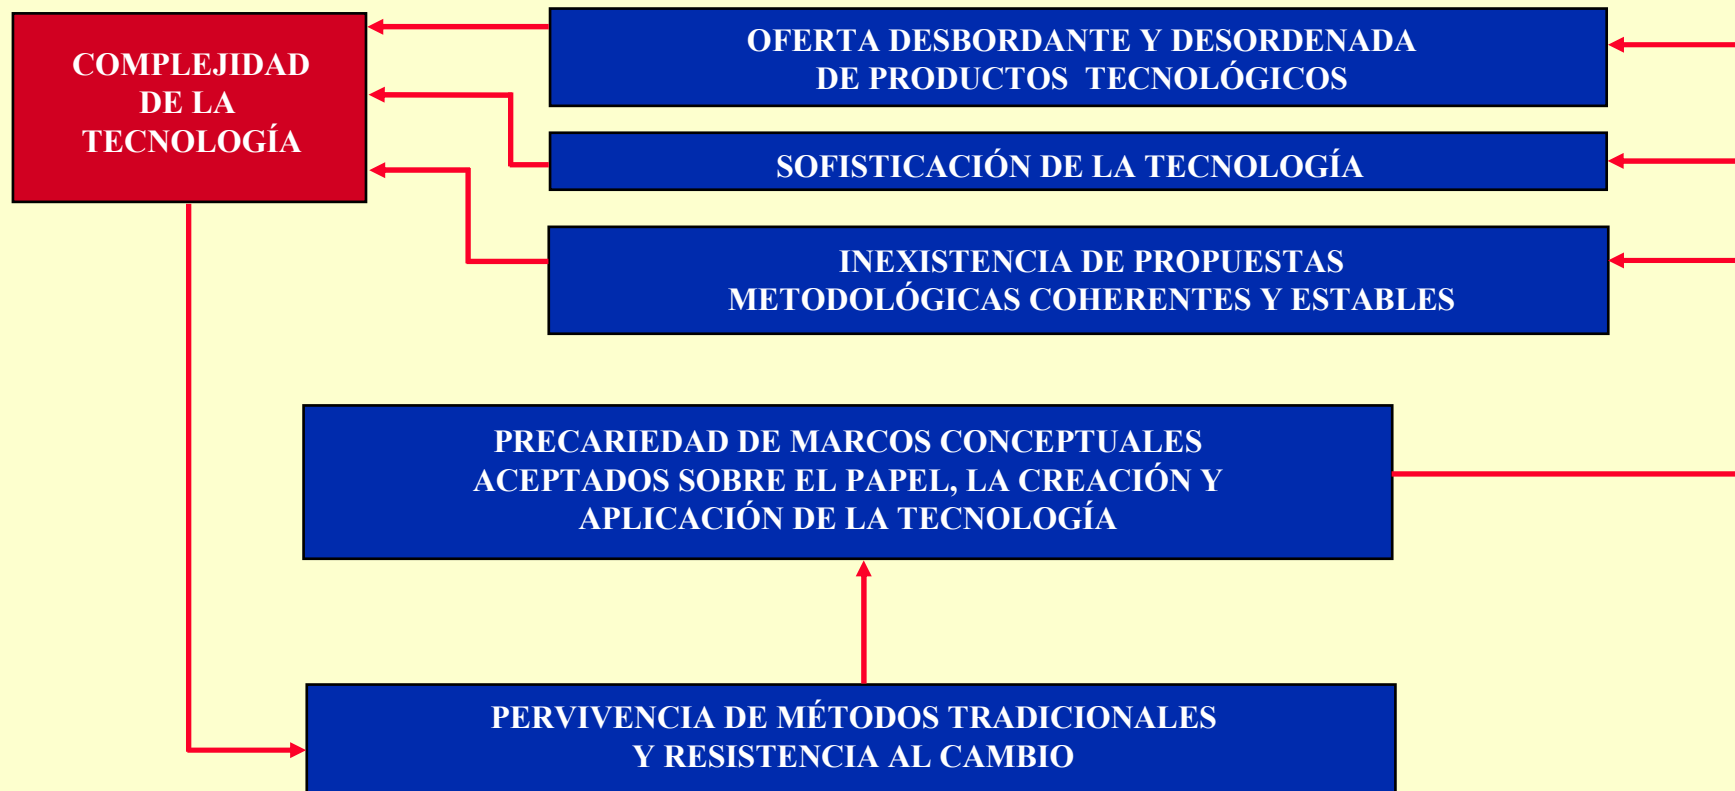 COMPLEJIDAD
DE LA
TECNOLOGÍA
OFERTA DESBORDANTE Y DESORDENADA
DE PRODUCTOS TECNOLÓGICOS
SOFISTICACIÓN DE LA TECNOLOGÍA
INEXISTENCIA DE PROPUESTAS
METODOLÓGICAS COHERENTES Y ESTABLES
PRECARIEDAD DE MARCOS CONCEPTUALES
ACEPTADOS SOBRE EL PAPEL, LA CREACIÓN Y
APLICACIÓN DE LA TECNOLOGÍA
PERVIVENCIA DE MÉTODOS TRADICIONALES
Y RESISTENCIA AL CAMBIO